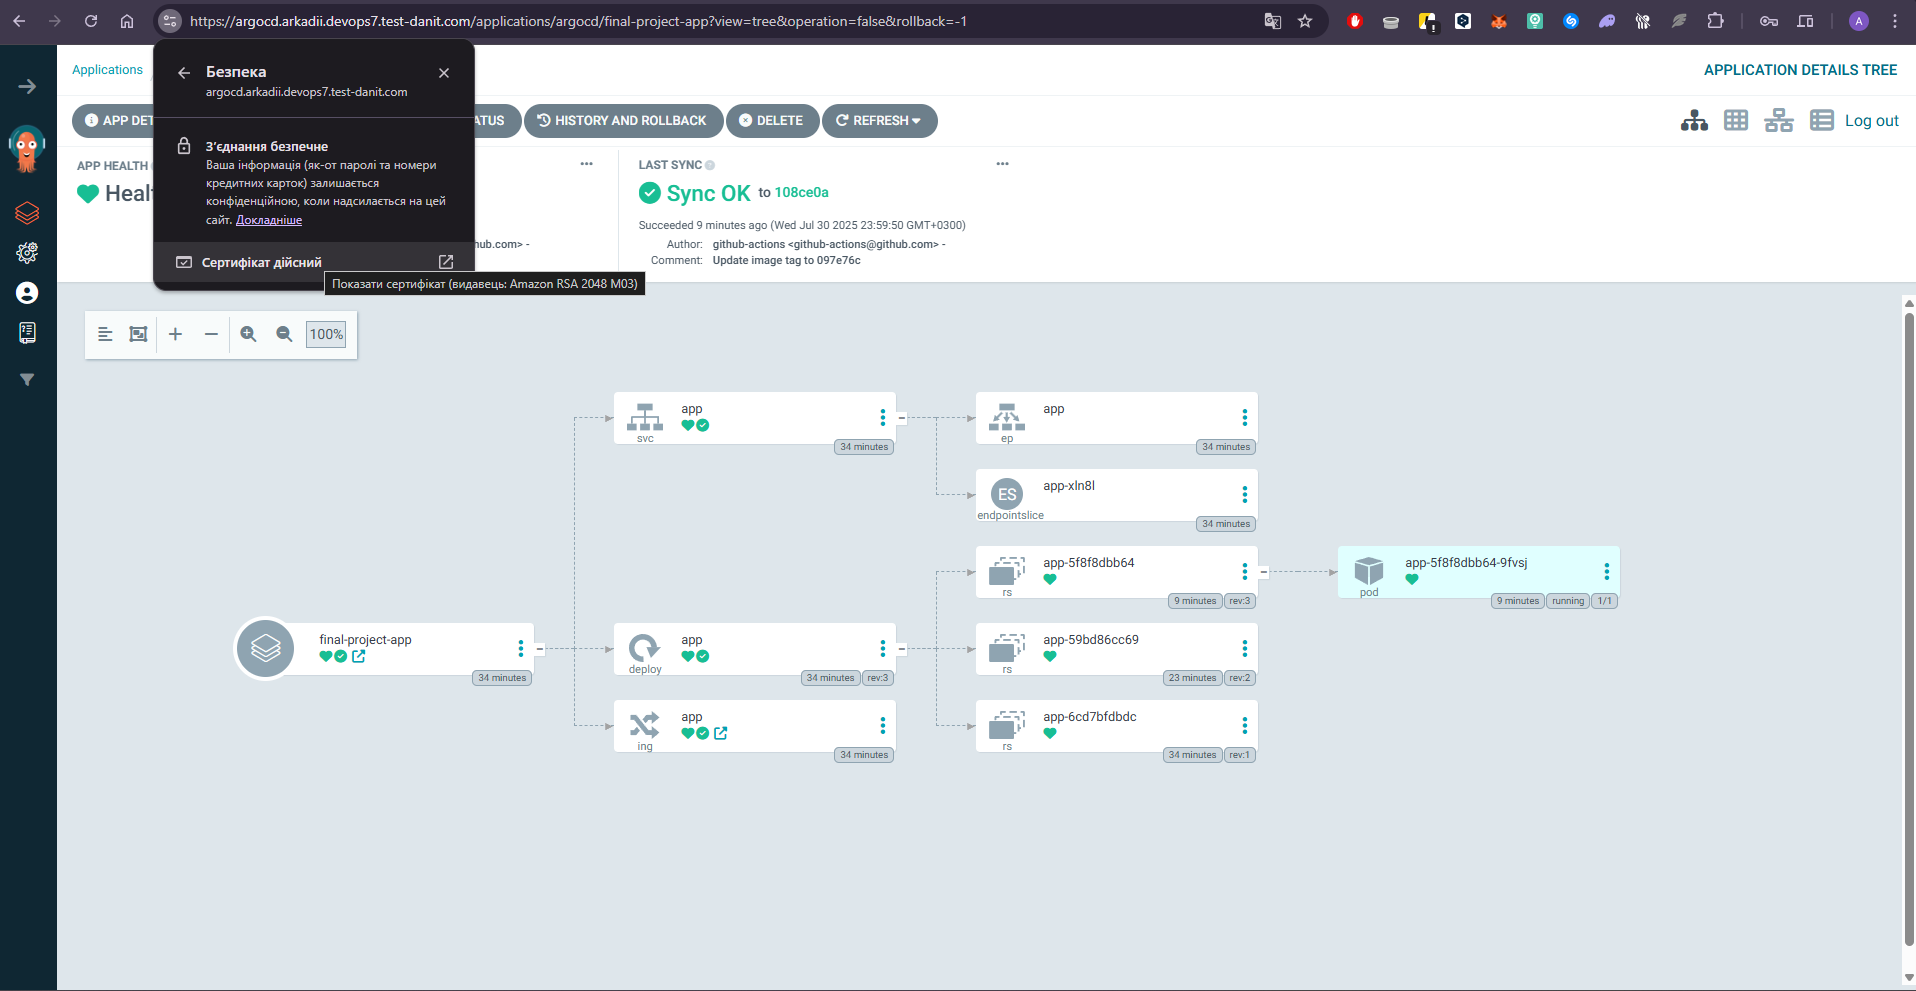 https://argocd.arkadii.devops7.test-danit.com/applications/argocd/final-project-app?view=tree&operation=false&rollback=-1
A
Безпека
argocd.arkadii.devops7.test-danit.com
З’єднання безпечне
Ваша інформація (як-от паролі та номери
кредитних карток) залишається
конфіденційною, коли надсилається на цей
сайт. Докладніше
Сертифікат дійсний
Показати сертифікат (видавець: Amazon RSA 2048 M03)
Applications
APPLICATION DETAILS TREE
APP DET
ATUS
HISTORY AND ROLLBACK
DELETE
REFRESH
Log out
APP HEALTH
Healt
hub.com> -
LAST SYNC
Sync OK to 108ce0a
Succeeded 9 minutes ago (Wed Jul 30 2025 23:59:50 GMT+0300)
Author: github-actions <github-actions@github.com> -
Comment: Update image tag to 097e76c
100%
app
svc
34 minutes
app
ep
34 minutes
ES
app-xln8l
endpointslice
34 minutes
app-5f8f8dbb64
rs
9 minutes rev:3
app-5f8f8dbb64-9fvsj
pod
9 minutes running 1/1
final-project-app
34 minutes
app
deploy
34 minutes rev:3
app-59bd86cc69
rs
23 minutes rev:2
app
ing
34 minutes
app-6cd7bfdbdc
rs
34 minutes rev:1